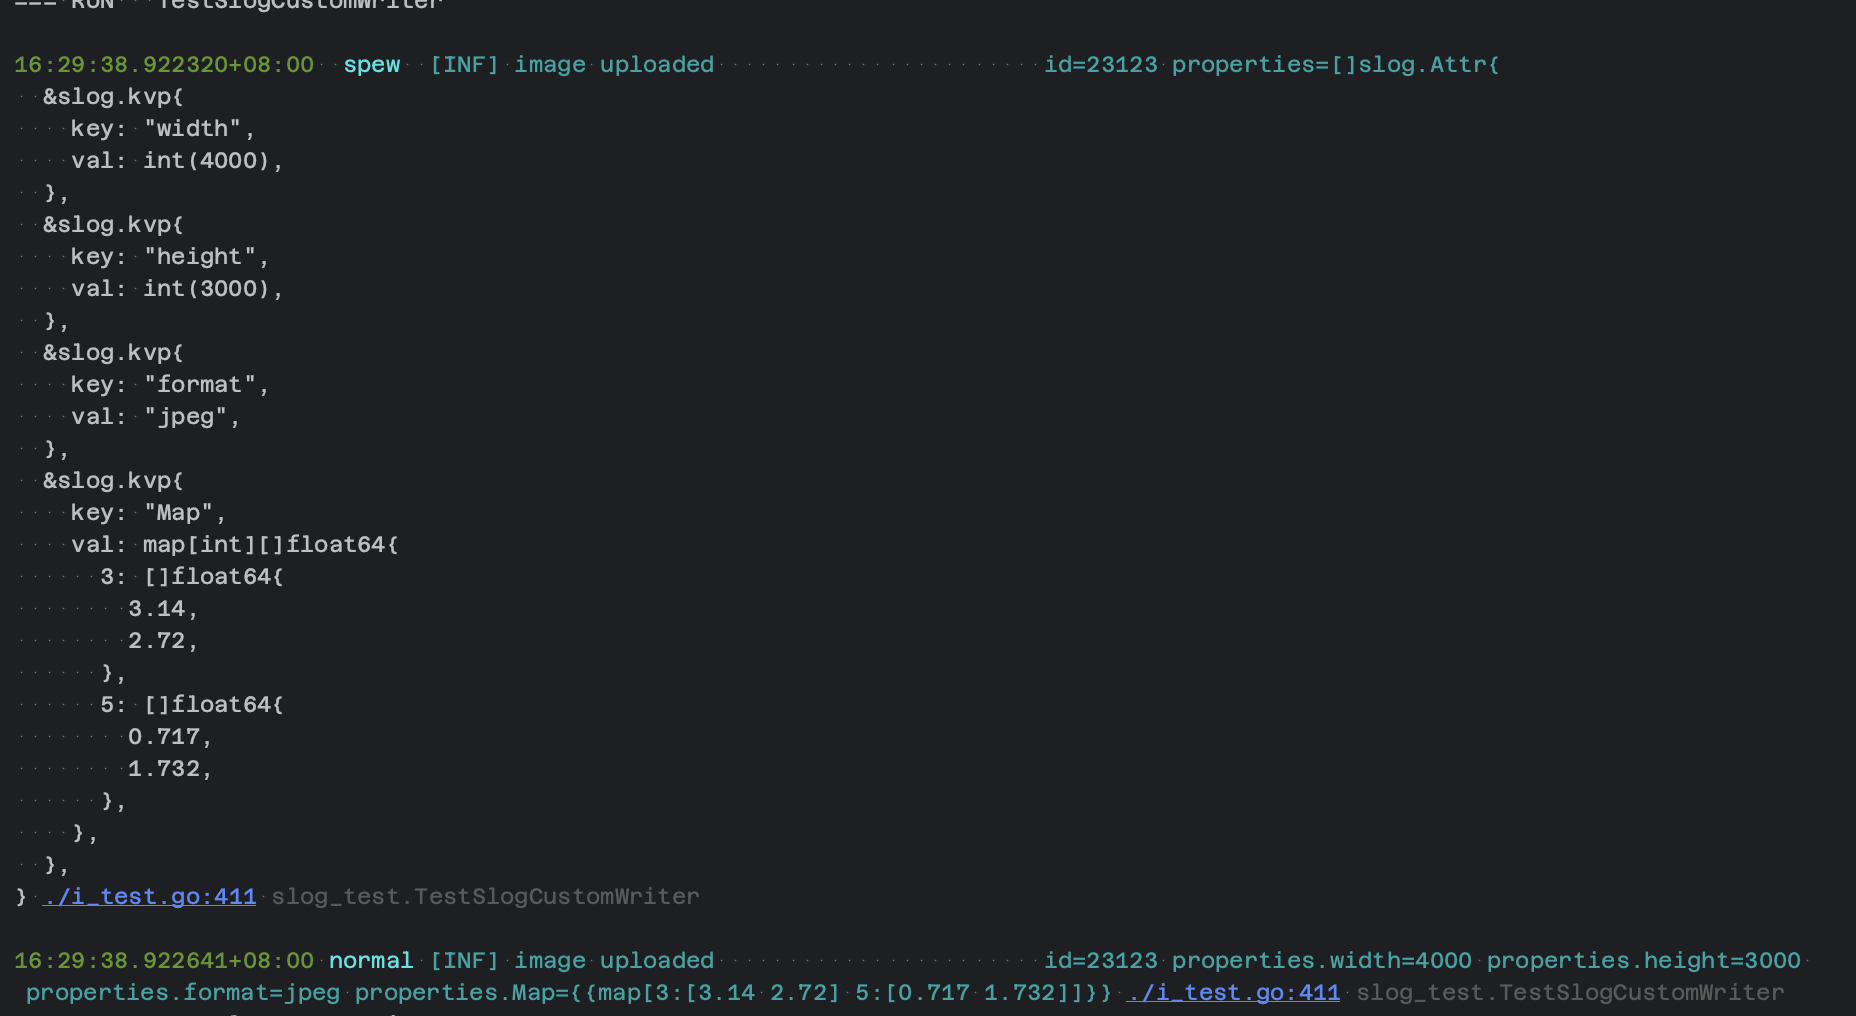 === RUN   TestSlogCustomWriter
16:29:38.922320+08:00  spew  [INF] image uploaded                       id=23123 properties=[]slog.Attr{
  &slog.kvp{
    key: "width",
    val: int(4000),
  },
  &slog.kvp{
    key: "height",
    val: int(3000),
  },
  &slog.kvp{
    key: "format",
    val: "jpeg",
  },
  &slog.kvp{
    key: "Map",
    val: map[int][]float64{
      3: []float64{
        3.14,
        2.72,
      },
      5: []float64{
        0.717,
        1.732,
      },
    },
  },
} ./i_test.go:411 slog_test.TestSlogCustomWriter
16:29:38.922641+08:00 normal [INF] image uploaded                       id=23123 properties.width=4000 properties.height=3000
properties.format=jpeg properties.Map={{map[3:[3.14 2.72] 5:[0.717 1.732]]}} ./i_test.go:411 slog_test.TestSlogCustomWriter